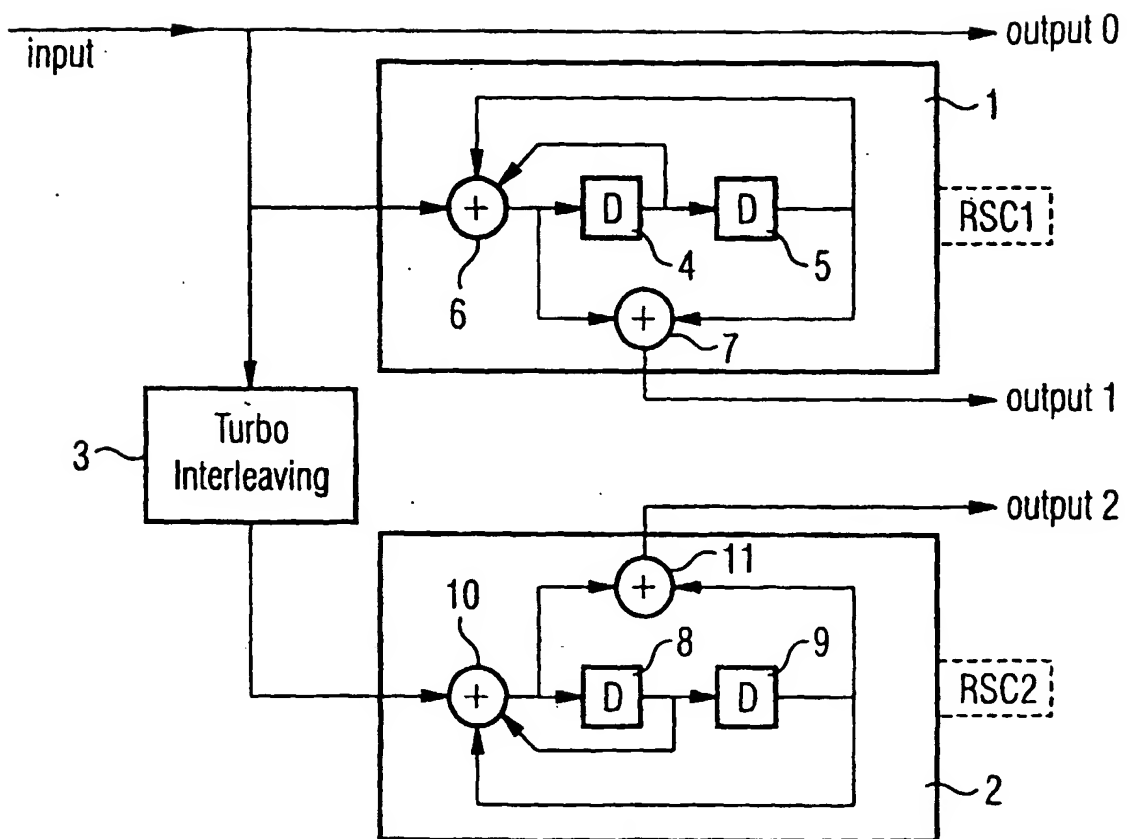 input
output 0
1
+
D
D
RSC1
4
5
6
+
7
output 1
3
Turbo
Interleaving
output 2
+
11
10
8
9
+
D
D
RSC2
2